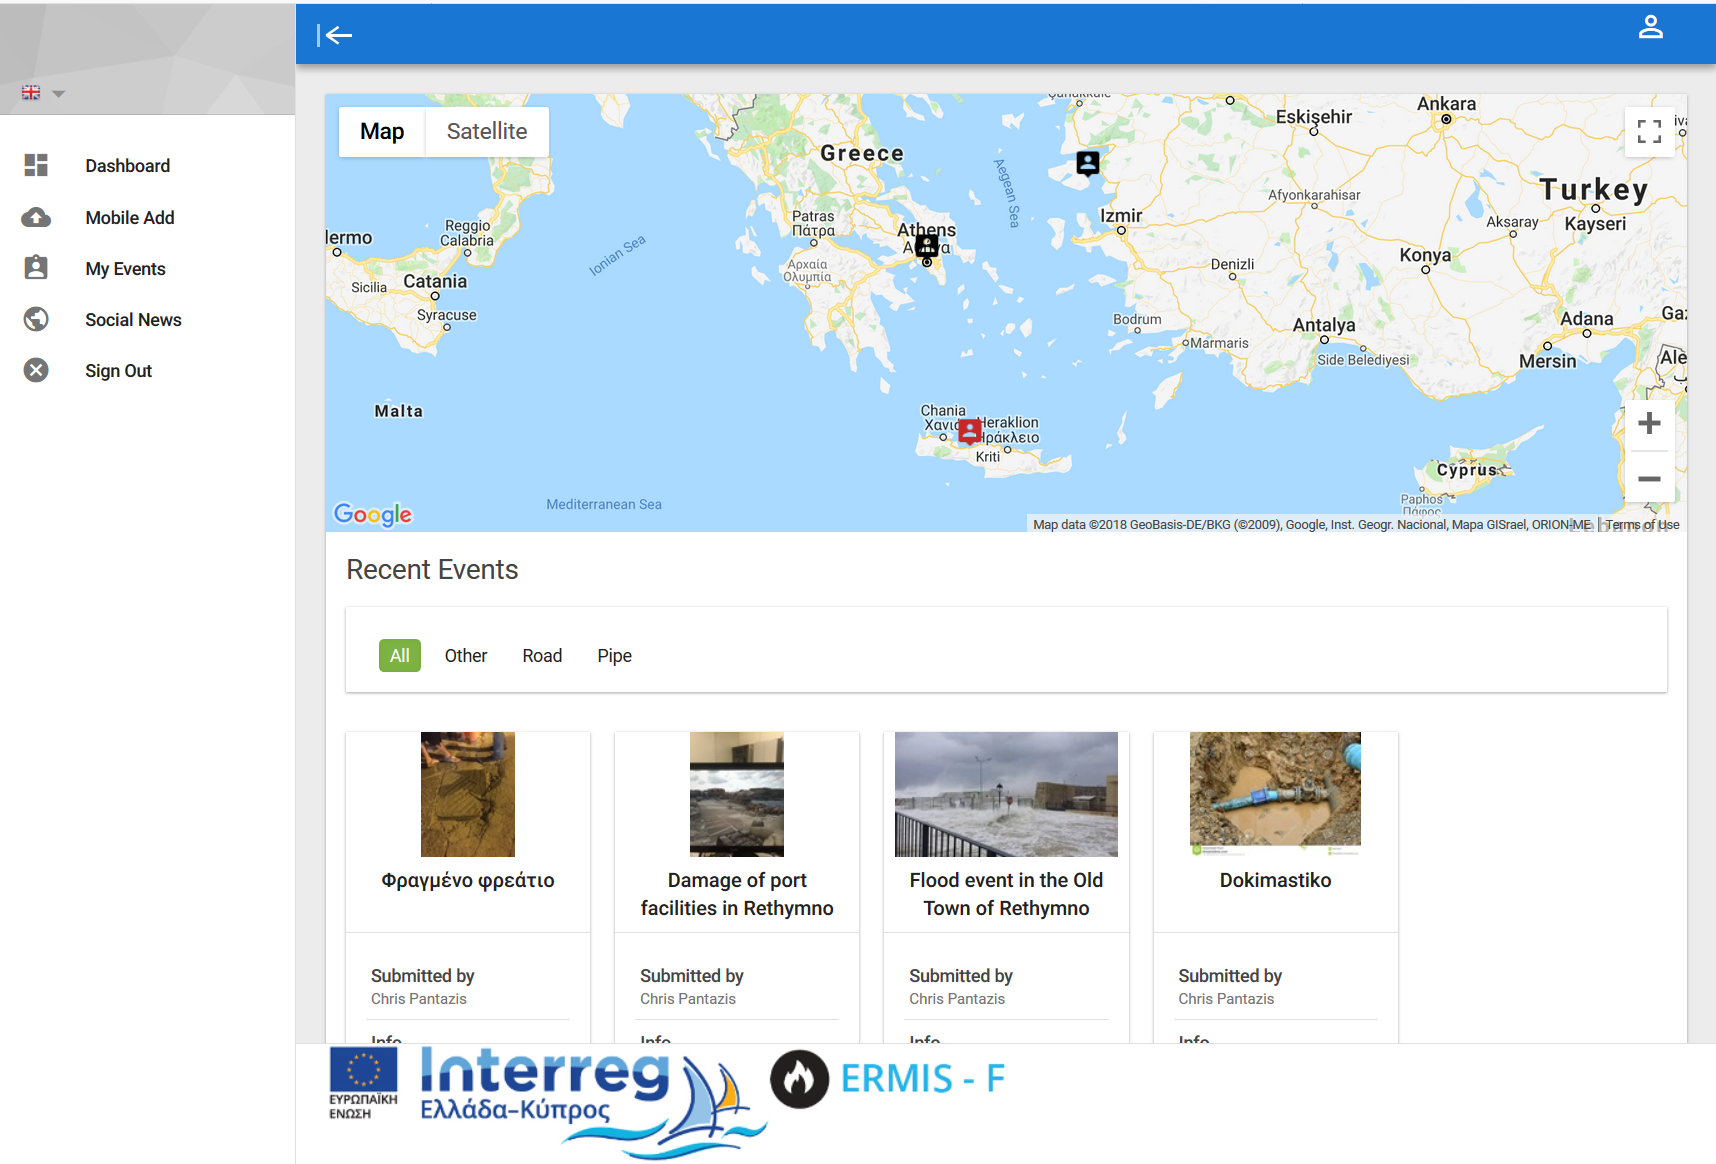 Dashboard
Mobile Add
My Events
Social News
Sign Out
Map
Satellite
Greece
Ankara
Eskişehir
Turkey
Afyonkarahisar
Kayseri
Aksaray
Izmir
Konya
Denizli
Aegean Sea
Patras
Πάτρα
Athens
Αρχαία
Ολυμπία
Ionian Sea
Reggio
Calabria
Sicilia
Catania
Syracuse
Malta
Bodrum
Marmaris
Antalya
Side Belediyesi
Adana
Mersin
Chania
Heraklion
Ηράκλειο
Kriti
Cyprus
Paphos
Πάφος
Mediterranean Sea
Google
Map data ©2018 GeoBasis-DE/BKG (©2009), Google, Inst. Geogr. Nacional, Mapa GISrael, ORION-ME
Terms of Use
Recent Events
All
Other
Road
Pipe
Φραγμένο φρεάτιο
Damage of port
facilities in Rethymno
Flood event in the Old
Town of Rethymno
Dokimastiko
Submitted by
Chris Pantazis
Submitted by
Chris Pantazis
Submitted by
Chris Pantazis
Submitted by
Chris Pantazis
Info
Info
Info
Info
ΕΥΡΩΠΑΪΚΗ
ΕΝΩΣΗ
Interreg
Ελλάδα-Κύπρος
ERMIS - F